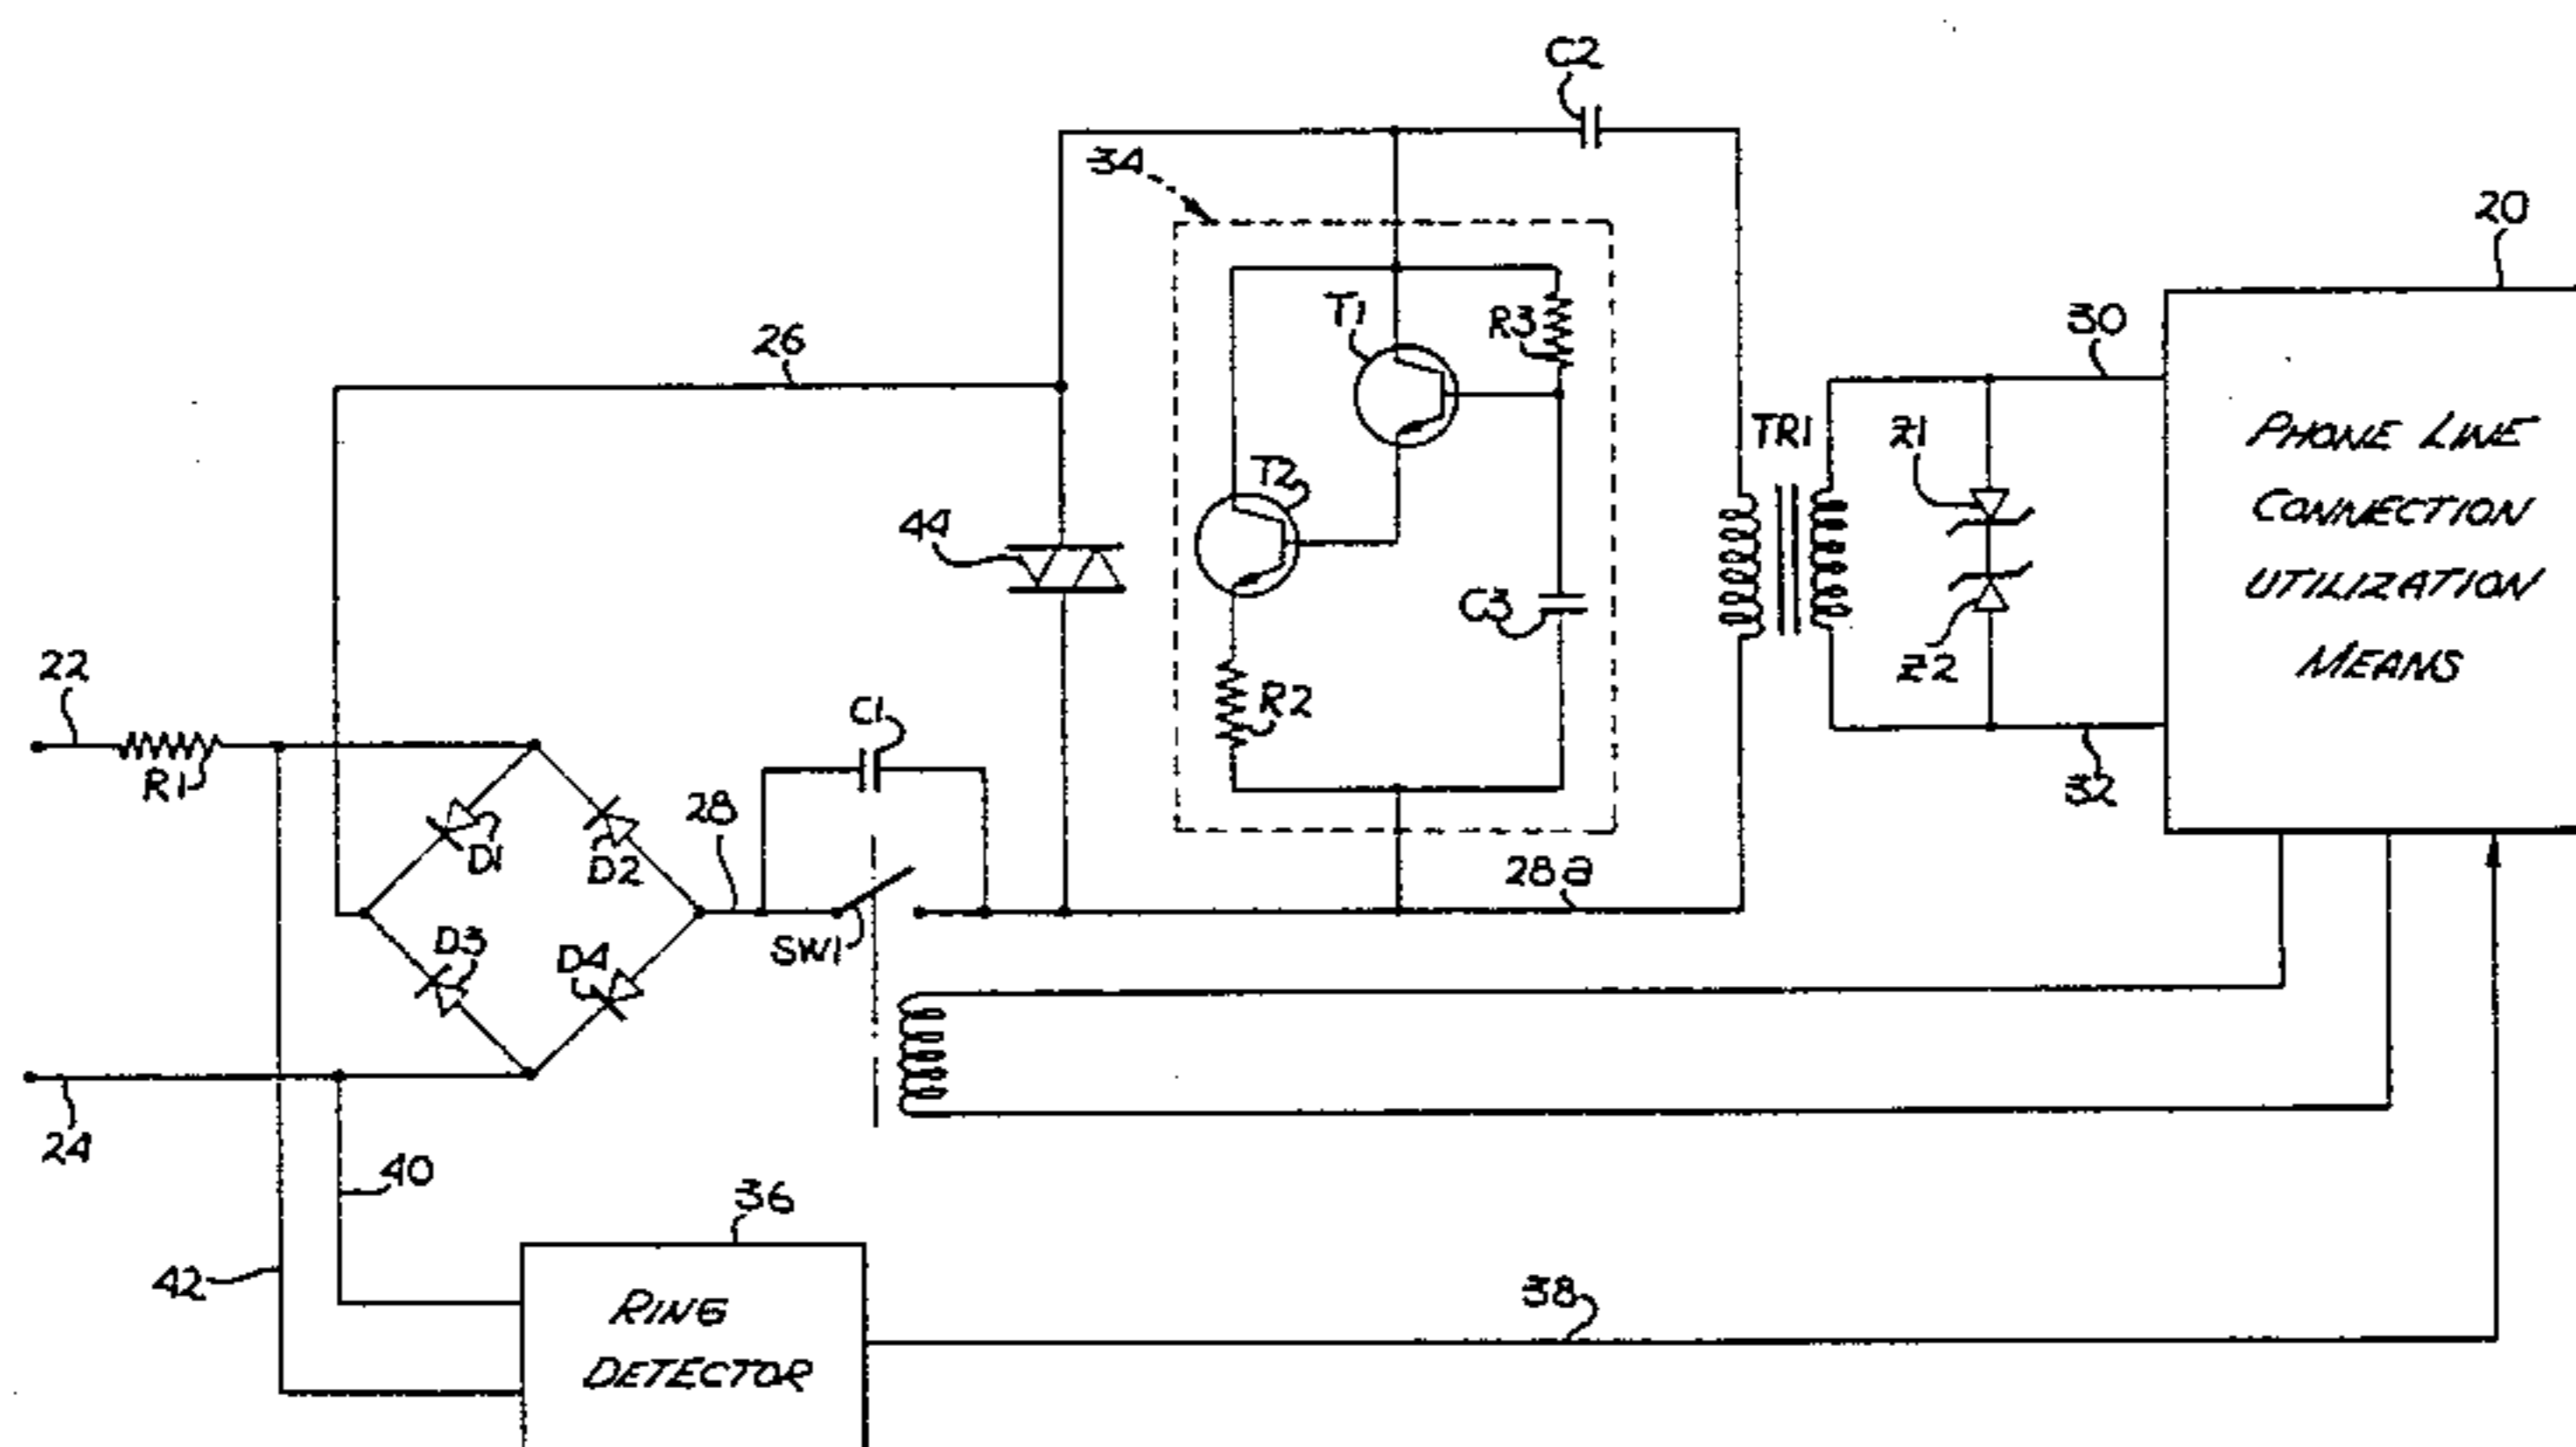 C2
34
20
T1
R3
30
26
TR1
Z1
PHONE LINE
CONNECTION
UTILIZATION
MEANS
T2
44
C3
Z2
22
R2
C1
R1
32
28
D1
D2
28a
SW1
D3
D4
24
40
36
42
38
RING
DETECTOR